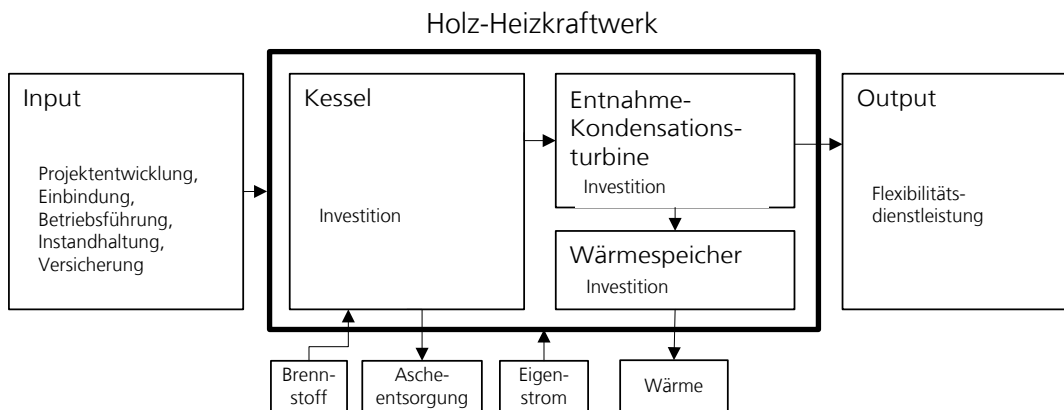 Holz-Heizkraftwerk
Input
Projektentwicklung,
Einbindung,
Betriebsführung,
Instandhaltung,
Versicherung
Kessel
Investition
Entnahme-
Kondensations-
turbine
Investition
Wärmespeicher
Investition
Output
Flexibilitäts-
dienstleistung
Brenn-
stoff
Asche-
entsorgung
Eigen-
strom
Wärme